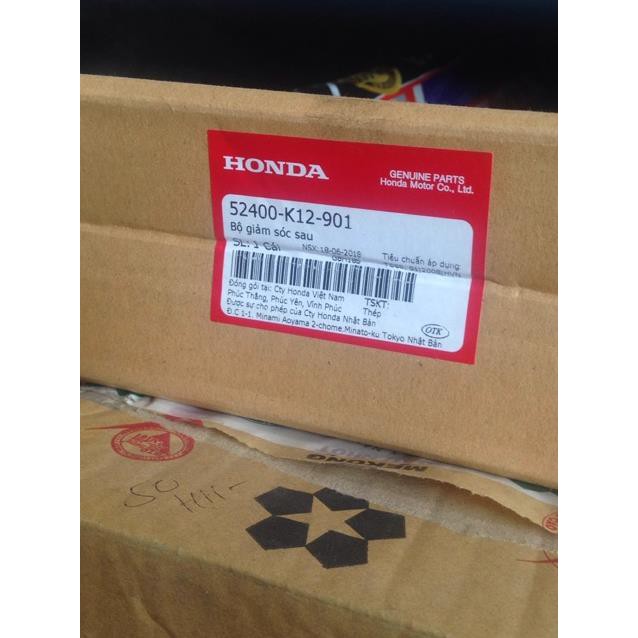 HONDA
GENUINE PARTS
Honda Motor Co., Ltd.
52400-K12-901
Bộ giảm sóc sau
SL: 1 Cái
NSX:18-06-2018
Tiêu chuẩn áp dụng:
Đóng gói tại: Cty Honda Việt Nam
Phúc Thắng, Phúc Yên, Vĩnh Phúc
TSKT:
Được sự cho phép của Cty Honda Nhật Bản
Thép
Đ.C 1-1. Minami Aoyama 2-chome.Minato-ku Tokyo Nhật Bản
OTK
MEKONG
50